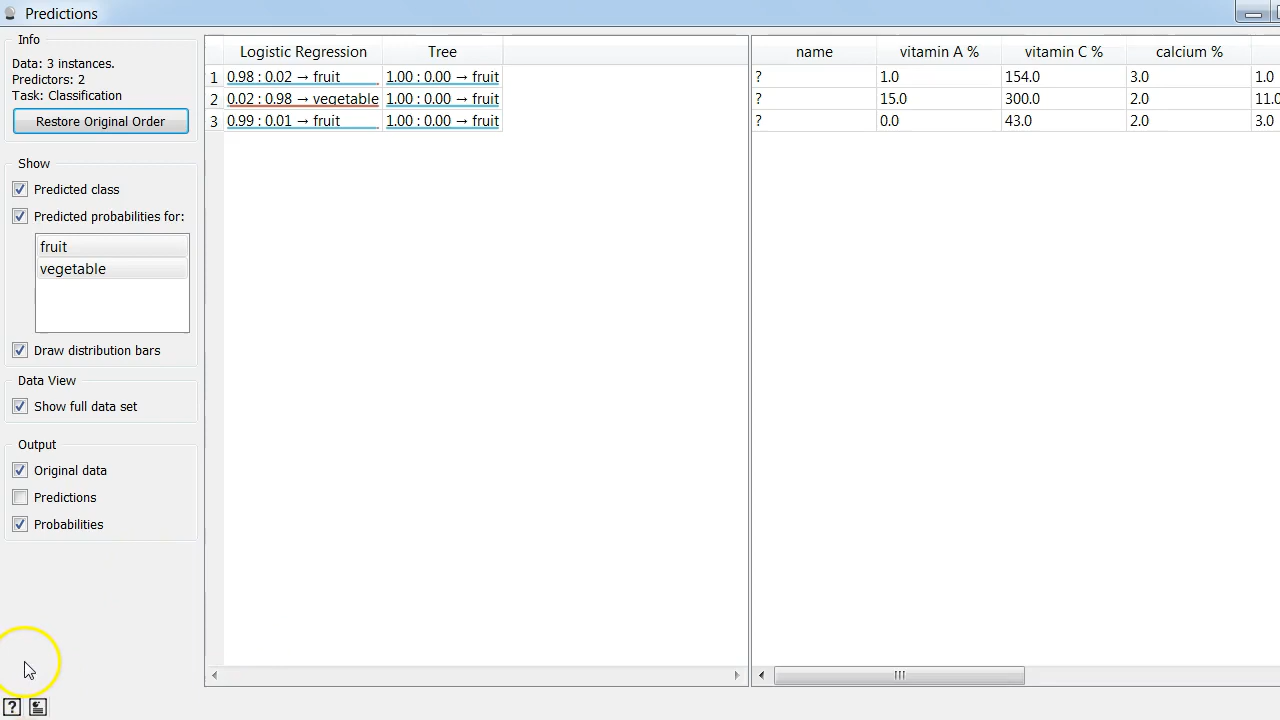 Predictions
Info
Data: 3 instances.
Predictors: 2
Task: Classification
Restore Original Order
Show
Predicted class
Predicted probabilities for:
fruit
vegetable
Draw distribution bars
Data View
Show full data set
Output
Original data
Predictions
Probabilities
Logistic Regression Tree
1 0.98 : 0.02 → fruit 1.00 : 0.00 → fruit
2 0.02 : 0.98 → vegetable 1.00 : 0.00 → fruit
3 0.99 : 0.01 → fruit 1.00 : 0.00 → fruit
name vitamin A % vitamin C % calcium %
? 1.0 154.0 3.0 1.0
? 15.0 300.0 2.0 11.0
? 0.0 43.0 2.0 3.0
?